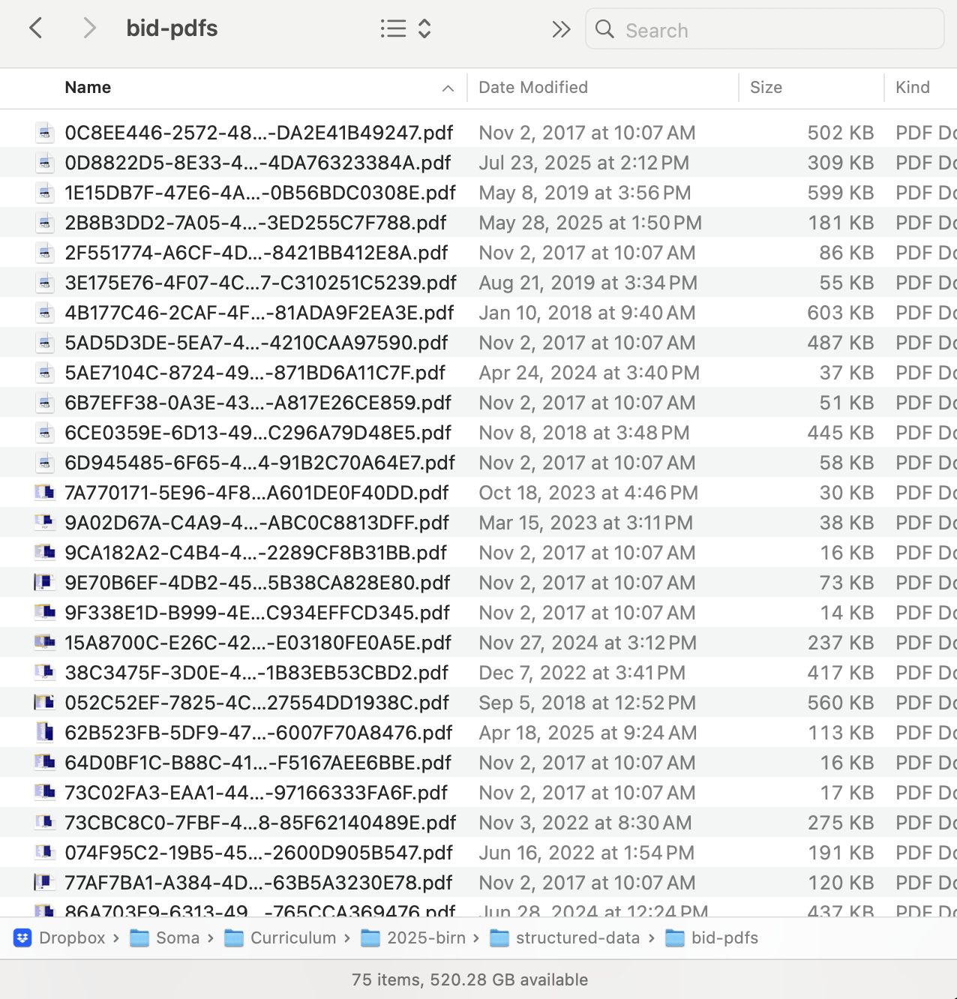 bid-pdfs
Search
Name Date Modified Size Kind
0C8EE446-2572-48...-DA2E41B49247.pdf Nov 2, 2017 at 10:07 AM 502 KB PDF Do
0D8822D5-8E33-4...-4DA76323384A.pdf Jul 23, 2025 at 2:12 PM 309 KB PDF Do
1E15DB7F-47E6-4A...-0B56BDC0308E.pdf May 8, 2019 at 3:56 PM 599 KB PDF Do
2B8B3DD2-7A05-4...-3ED255C7F788.pdf May 28, 2025 at 1:50 PM 181 KB PDF Do
2F551774-A6CF-4D...-8421BB412E8A.pdf Nov 2, 2017 at 10:07 AM 86 KB PDF Do
3E175E76-4F07-4C...7-C310251C5239.pdf Aug 21, 2019 at 3:34 PM 55 KB PDF Do
4B177C46-2CAF-4F...-81ADA9F2EA3E.pdf Jan 10, 2018 at 9:40 AM 603 KB PDF Do
5AD5D3DE-5EA7-4...-4210CAA97590.pdf Nov 2, 2017 at 10:07 AM 487 KB PDF Do
5AE7104C-8724-49...-871BD6A11C7F.pdf Apr 24, 2024 at 3:40 PM 37 KB PDF Do
6B7EFF38-0A3E-43...-A817E26CE859.pdf Nov 2, 2017 at 10:07 AM 51 KB PDF Do
6CE0359E-6D13-49...C296A79D48E5.pdf Nov 8, 2018 at 3:48 PM 445 KB PDF Do
6D945485-6F65-4...4-91B2C70A64E7.pdf Nov 2, 2017 at 10:07 AM 58 KB PDF Do
7A770171-5E96-4F8...A601DE0F40DD.pdf Oct 18, 2023 at 4:46 PM 30 KB PDF Do
9A02D67A-C4A9-4...-ABC0C8813DFF.pdf Mar 15, 2023 at 3:11 PM 38 KB PDF Do
9CA182A2-C4B4-4...-2289CF8B31BB.pdf Nov 2, 2017 at 10:07 AM 16 KB PDF Do
9E70B6EF-4DB2-45...5B38CA828E80.pdf Nov 2, 2017 at 10:07 AM 73 KB PDF Do
9F338E1D-B999-4E...C934EFFCD345.pdf Nov 2, 2017 at 10:07 AM 14 KB PDF Do
15A8700C-E26C-42...-E03180FE0A5E.pdf Nov 27, 2024 at 3:12 PM 237 KB PDF Do
38C3475F-3D0E-4...-1B83EB53CBD2.pdf Dec 7, 2022 at 3:41 PM 417 KB PDF Do
052C52EF-7825-4C...27554DD1938C.pdf Sep 5, 2018 at 12:52 PM 560 KB PDF Do
62B523FB-5DF9-47...-6007F70A8476.pdf Apr 18, 2025 at 9:24 AM 113 KB PDF Do
64D0BF1C-B88C-41...-F5167AEE6BBE.pdf Nov 2, 2017 at 10:07 AM 16 KB PDF Do
73C02FA3-EAA1-44...-97166333FA6F.pdf Nov 2, 2017 at 10:07 AM 17 KB PDF Do
73CBC8C0-7FBF-4...8-85F62140489E.pdf Nov 3, 2022 at 8:30 AM 275 KB PDF Do
074F95C2-19B5-45...-2600D905B547.pdf Jun 16, 2022 at 1:54 PM 191 KB PDF Do
77AF7BA1-A384-4D...-63B5A3230E78.pdf Nov 2, 2017 at 10:07 AM 120 KB PDF Do
86A703F9-6313-49...-765CCA369476.pdf Jun 28, 2024 at 12:24 PM 437 KB PDF Do
Dropbox › Soma › Curriculum › 2025-birn › structured-data › bid-pdfs
75 items, 520.28 GB available